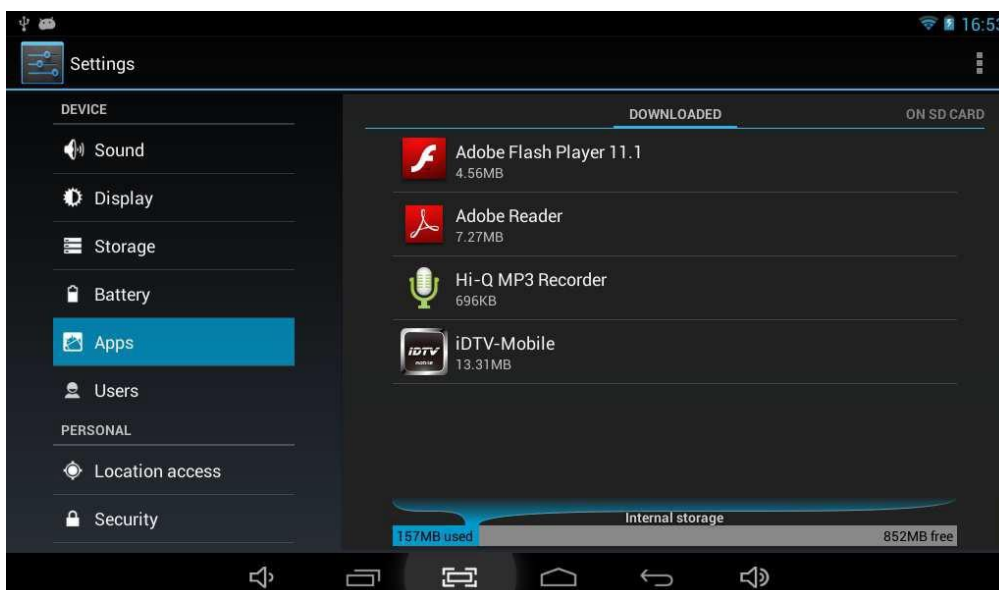 16:53
Settings
DEVICE
Sound
Display
Storage
Battery
Apps
Users
PERSONAL
Location access
Security
DOWNLOADED
ON SD CARD
Adobe Flash Player 11.1
4.56MB
Adobe Reader
7.27MB
Hi-Q MP3 Recorder
696KB
iDTV
MOBILE
iDTV-Mobile
13.31MB
Internal storage
157MB used
852MB free